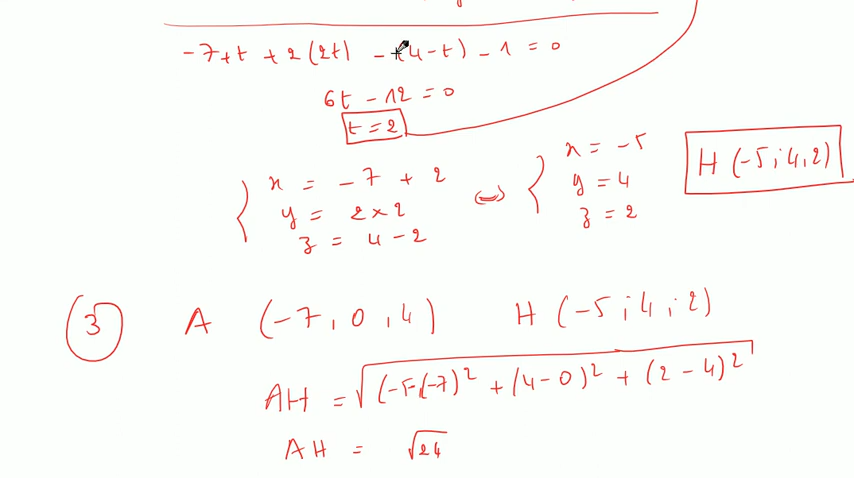 -7+t + 2(2t) - (4-t) - 1 = 0
6t - 12 = 0
t = 2
x = -7 + 2 ⇔ x = -5
y = 2×2 y = 4
z = 4-2 z = 2
H (-5; 4, 2)
3 A (-7, 0, 4) H (-5; 4; 2)
AH = √(-5-(-7)² + (4-0)² + (2-4)²
AH = √24